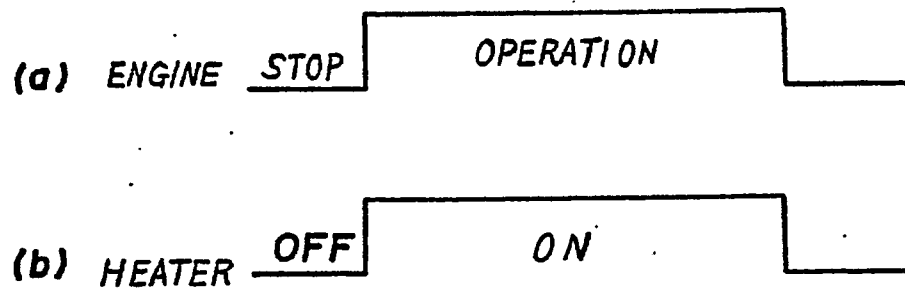 (a) ENGINE STOP OPERATION
(b) HEATER OFF ON